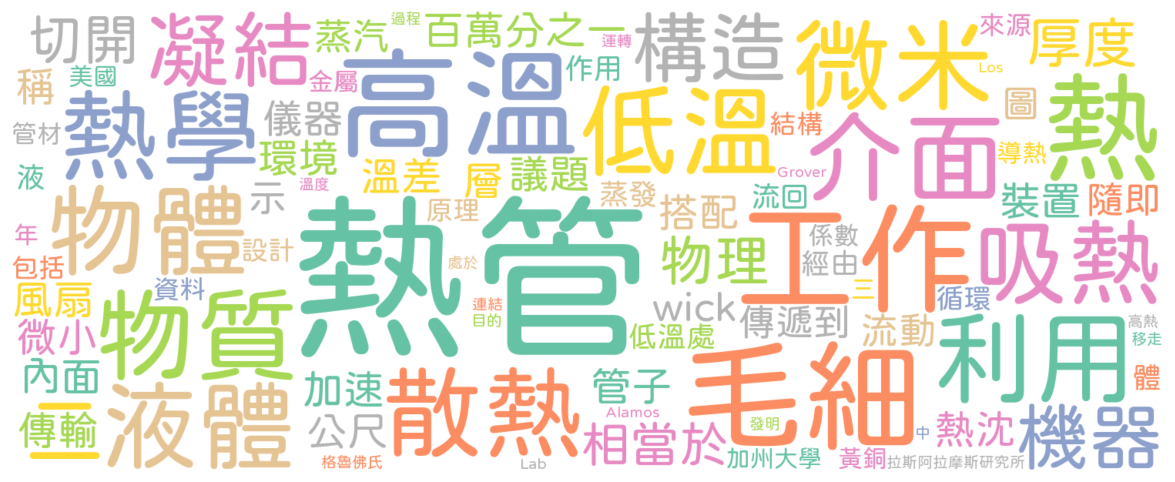 切開
凝結
蒸汽
過程
百萬分之一
運轉
構造
微米
來源
厚度
稱
美國
金屬
高溫
作用
低溫
Los
圖
熱
管材
熱學
儀器
環境
溫差
層
議題
結構
介面
導熱
液
溫度
Grover
物體
示
原理
蒸發
搭配
流回
裝置
隨即
年
設計
熱管
處於
物理
工作
係數
經由
吸熱
包括
資料
風扇
連結
目的
wick
三
循環
微小
物質
低溫處
傳遞到
流動
利用
高熱
移走
內面
液體
加速
散熱
管子
毛細
體
一
傳輸
公尺
Alamos
相當於
發明
中
熱沈
機器
格魯佛氏
Lab
加州大學
黃銅
拉斯阿拉摩斯研究所